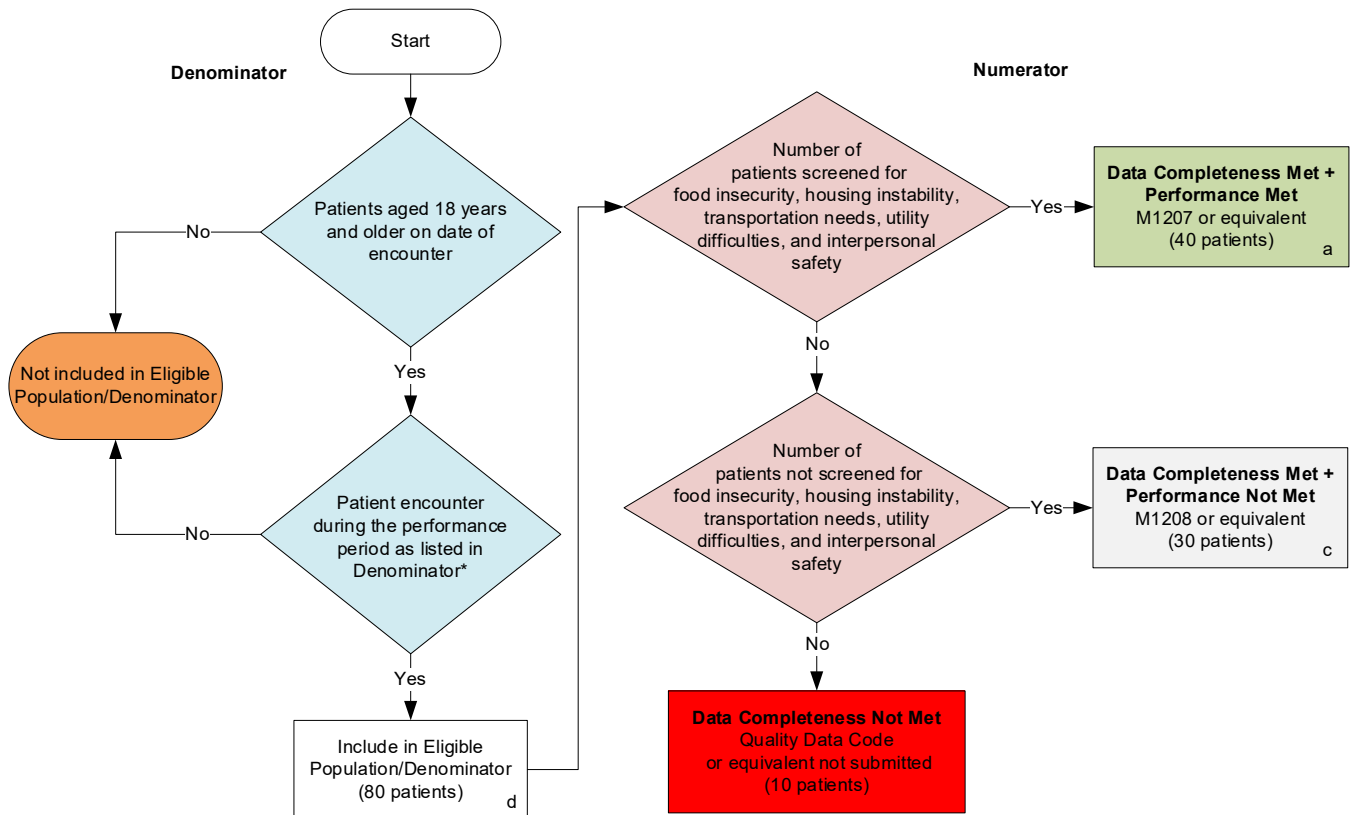 Start
Denominator
Patients aged 18 years
and older on date of
encounter
No
Not included in Eligible
Population/Denominator
Yes
Patient encounter
during the performance
period as listed in
Denominator*
No
Yes
Include in Eligible
Population/Denominator
(80 patients)
d
Numerator
Number of
patients screened for
food insecurity, housing instability,
transportation needs, utility
difficulties, and interpersonal
safety
Yes
Data Completeness Met +
Performance Met
M1207 or equivalent
(40 patients)
a
No
Number of
patients not screened for
food insecurity, housing instability,
transportation needs, utility
difficulties, and interpersonal
safety
Yes
Data Completeness Met +
Performance Not Met
M1208 or equivalent
(30 patients)
c
No
Data Completeness Not Met
Quality Data Code
or equivalent not submitted
(10 patients)